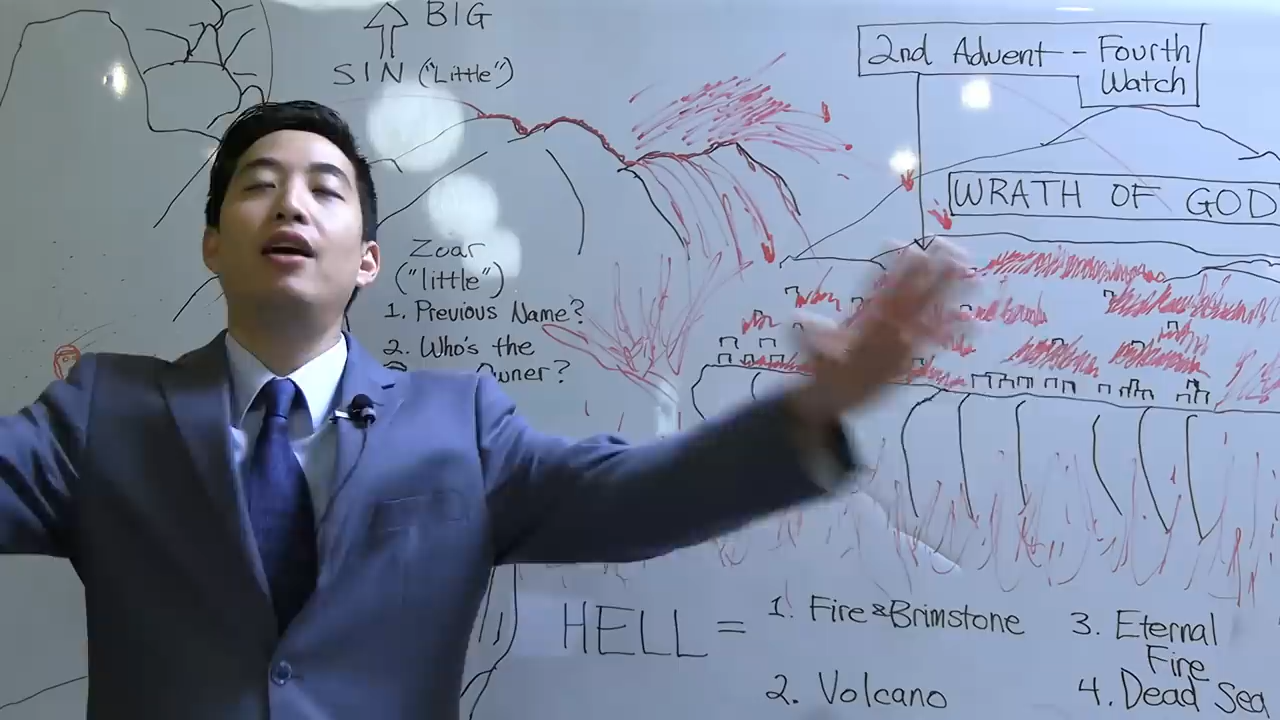 BIG
SIN ("Little")
2nd Advent - Fourth
Watch
WRATH OF GOD
Zoar
("little")
1. Previous Name?
2. Who's the
Owner?
HELL =
1. Fire & Brimstone
2. Volcano
3. Eternal
Fire
4. Dead Sea